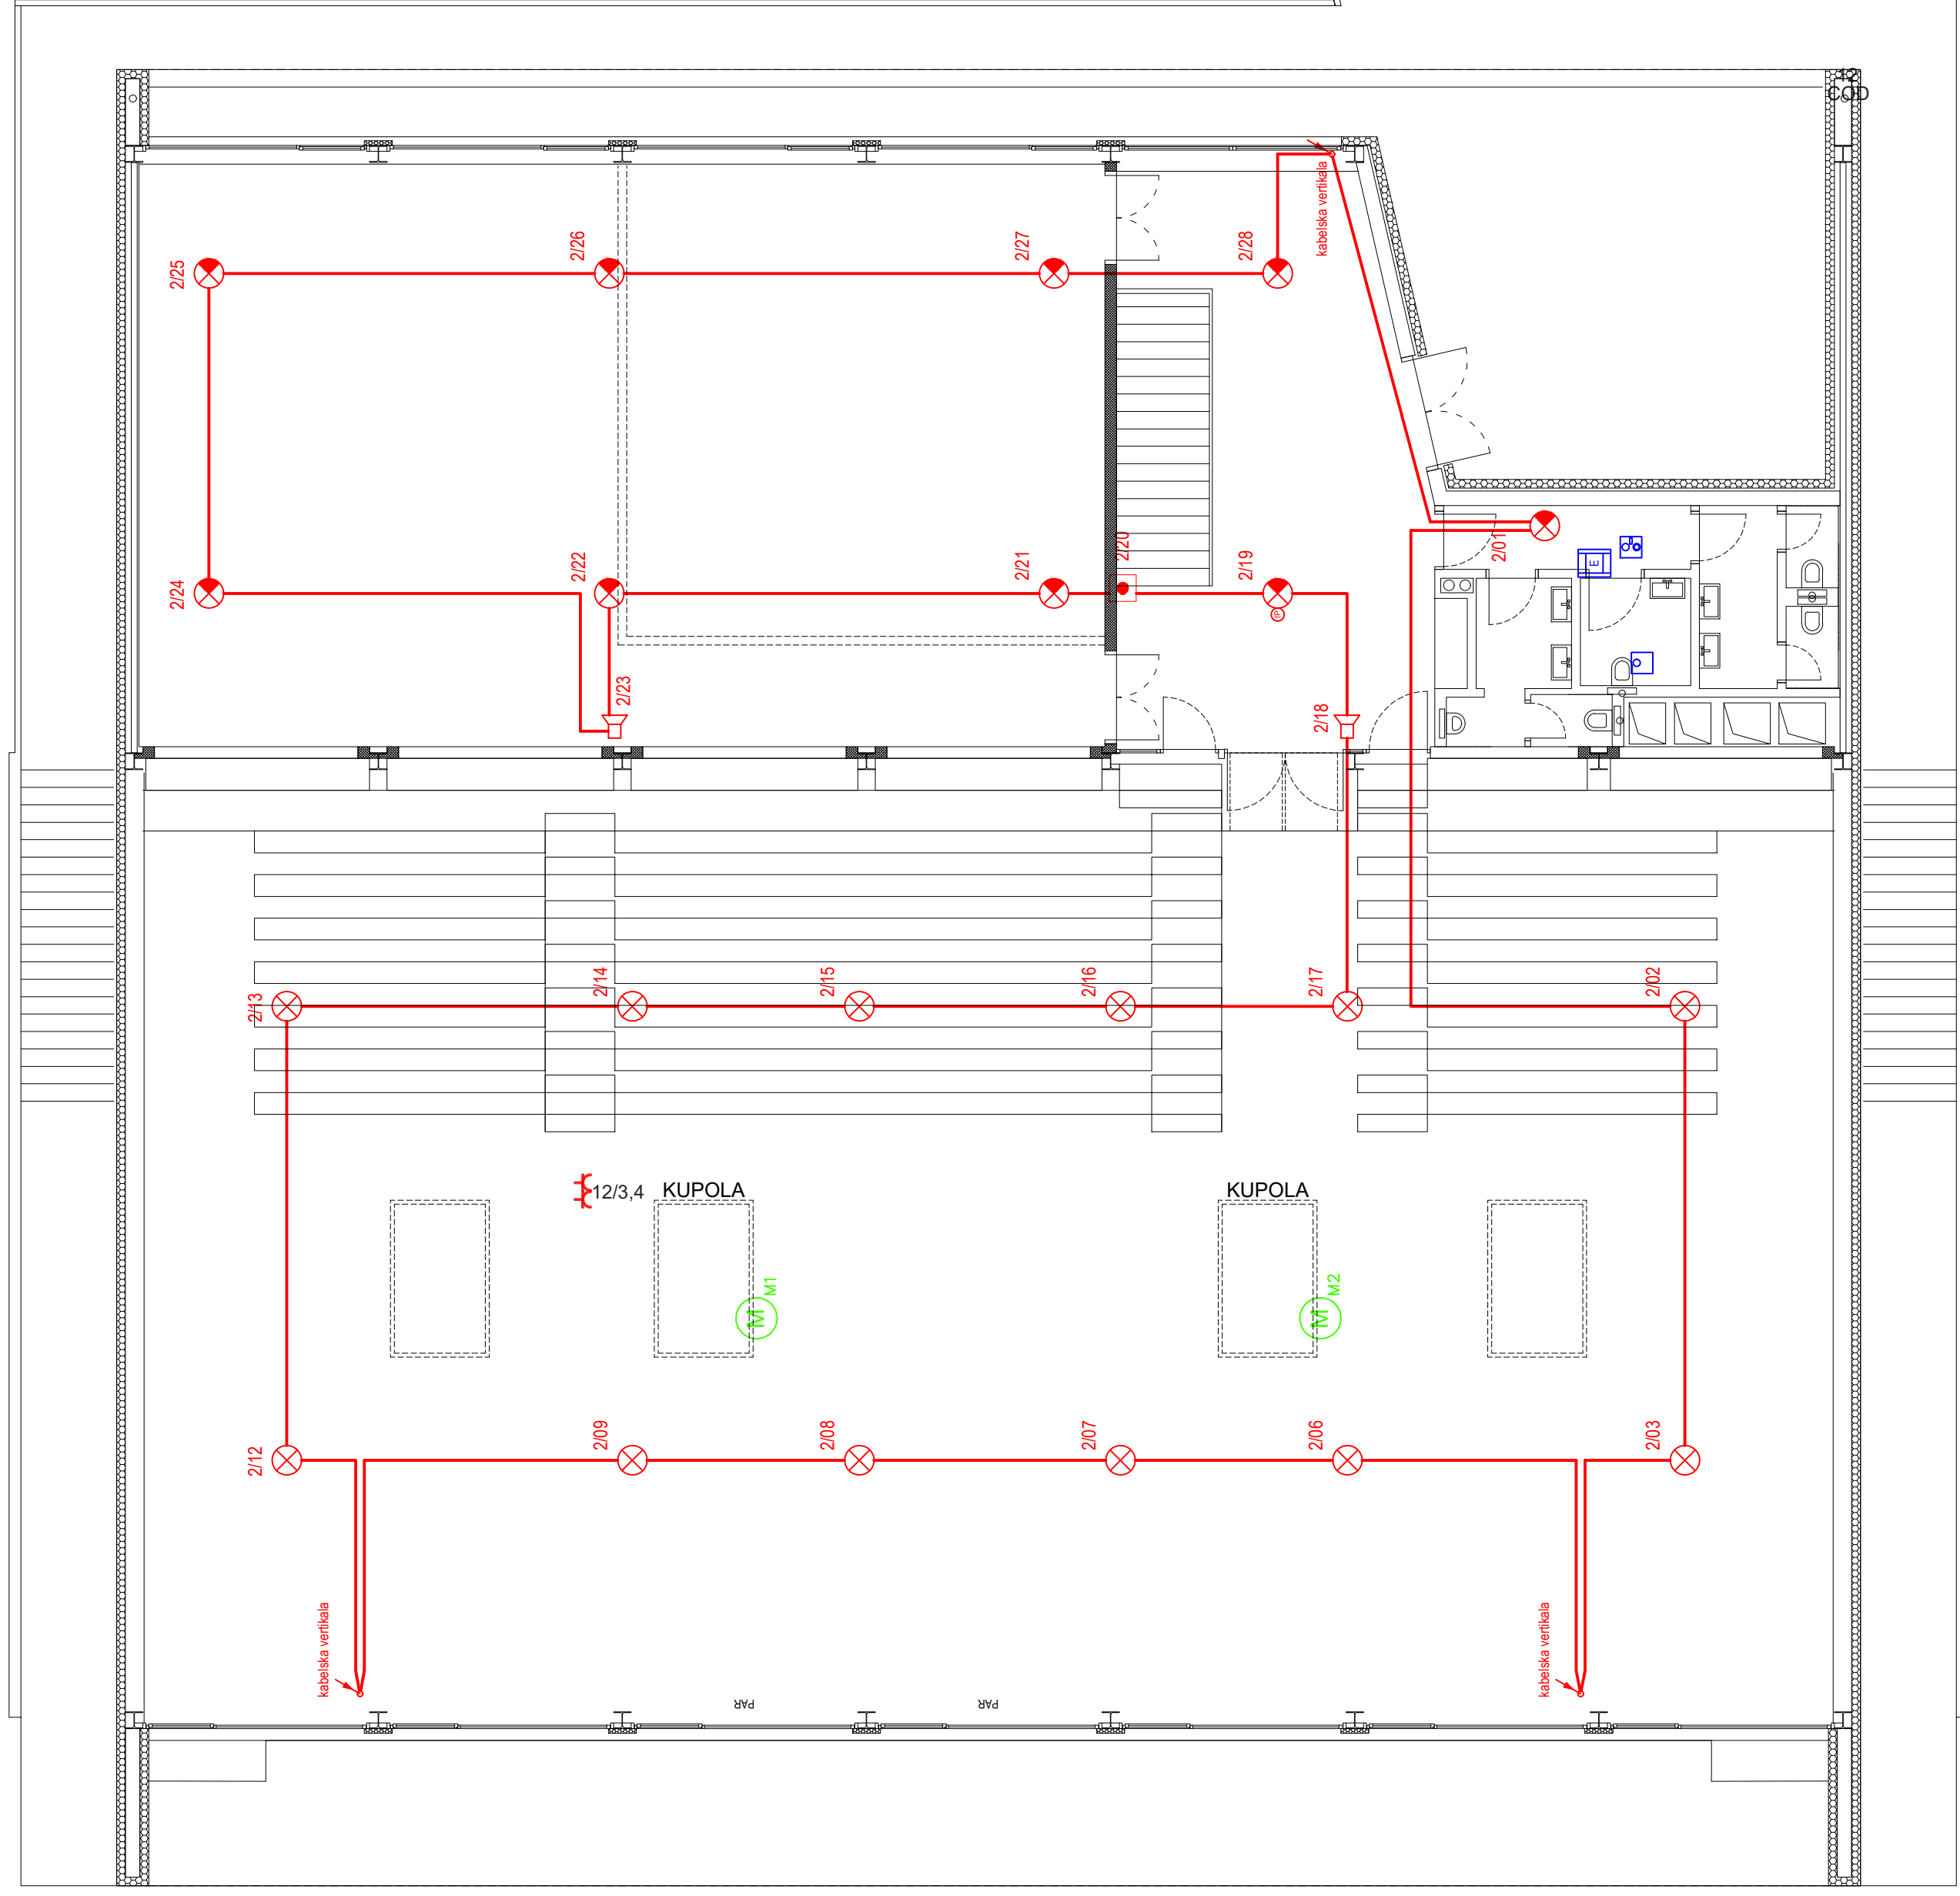 12
COD
kabelska vertikala
2/25
2/26
2/27
2/28
2/01
E
2/24
2/22
2/21
2/20
2/19
IP
2/23
2/18
2/13
2/14
2/15
2/16
2/17
2/02
12/3,4
KUPOLA
KUPOLA
M
M1
M
M2
2/12
2/09
2/08
2/07
2/06
2/03
kabelska vertikala
kabelska vertikala
PAR
PAR